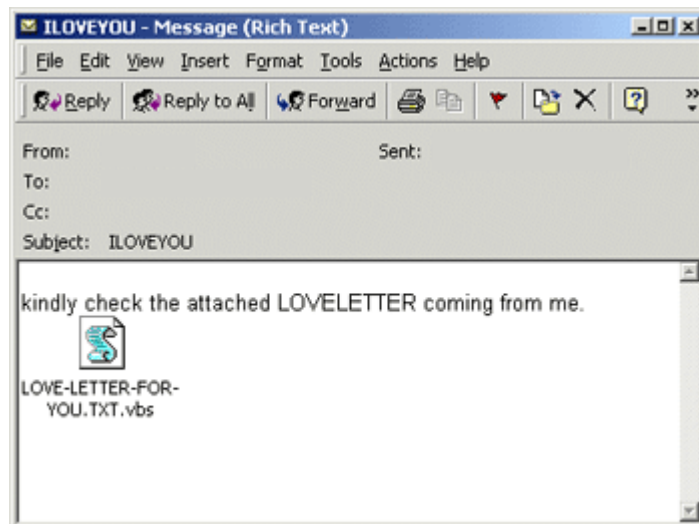 ILOVEYOU - Message (Rich Text)
File Edit View Insert Format Tools Actions Help
Reply Reply to All Forward
From: Sent:
To:
Cc:
Subject: ILOVEYOU
kindly check the attached LOVELETTER coming from me.
LOVE-LETTER-FOR-
YOU.TXT.vbs